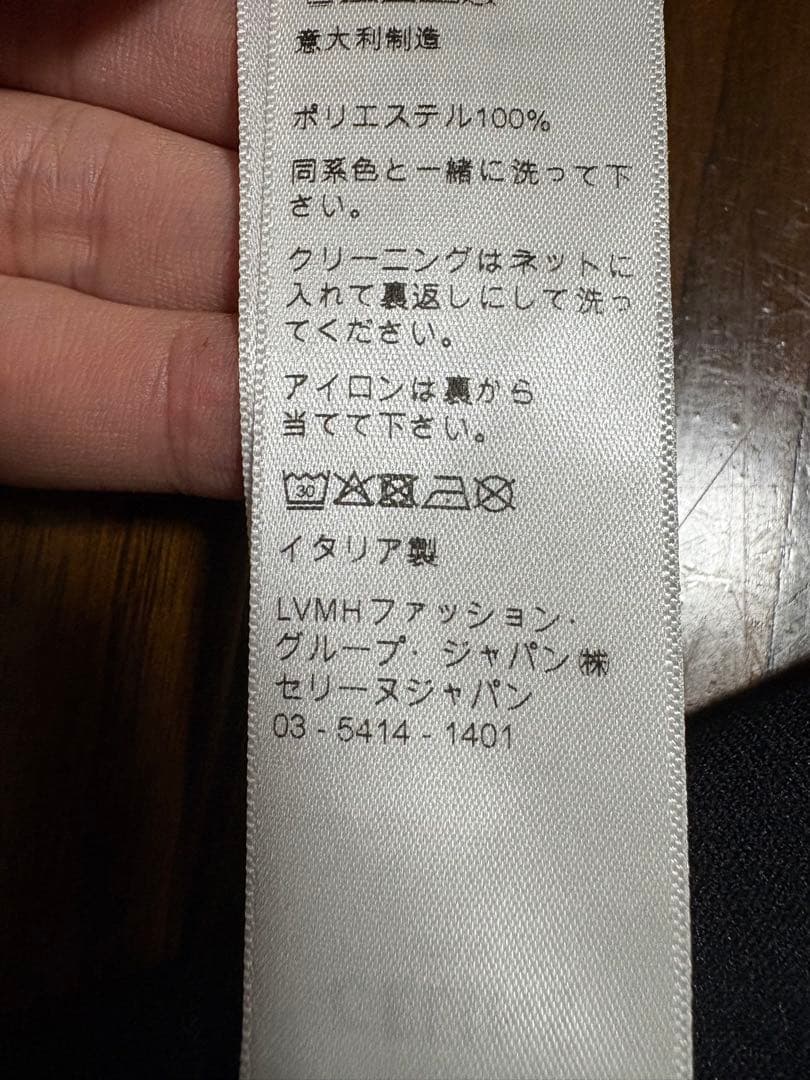 意大利制造
ポリエステル100%
同系色と一緒に洗って下
さい。
クリーニングはネットに
入れて裏返しにして洗っ
てください。
アイロンは裏から
当てて下さい。
30
イタリア製
LVMHファッション・
グループ・ジャパン㈱
セリーヌジャパン
03 - 5414 - 1401